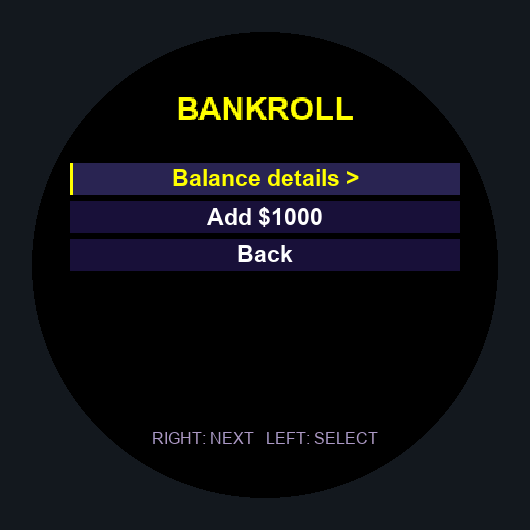 BANKROLL
Balance details >
Add $1000
Back
RIGHT: NEXT LEFT: SELECT